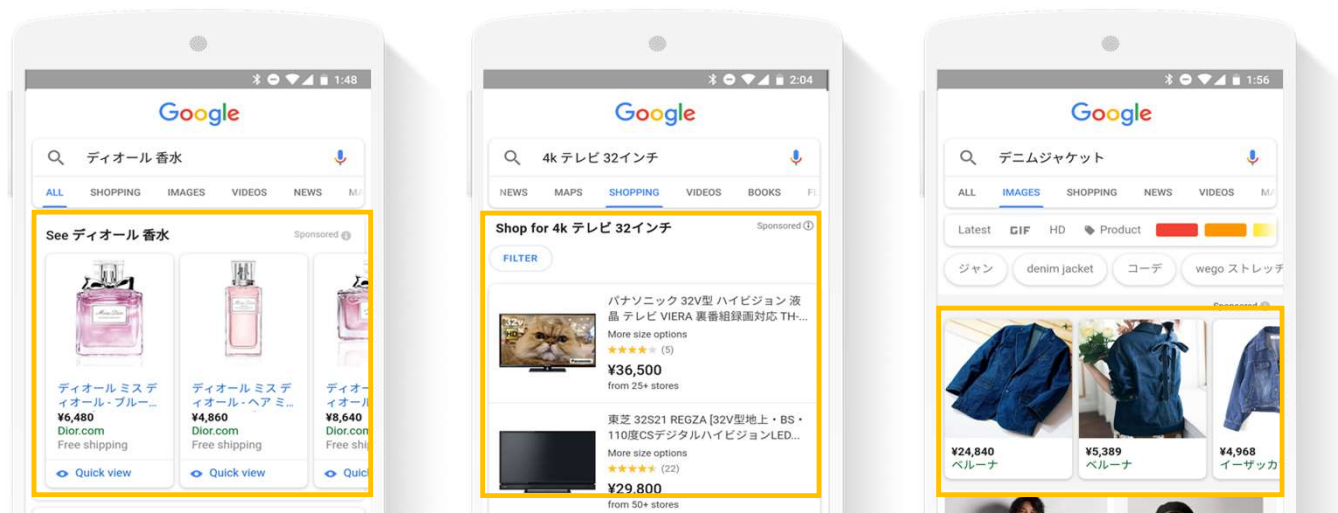 1:48
Google
ディオール 香水
ALL SHOPPING IMAGES VIDEOS NEWS
See ディオール 香水 Sponsored
ディオール ミス デ
ィオール - ブルー...
¥6,480
Dior.com
Free shipping
Quick view
ディオール ミス デ
ィオール - ヘア ミ...
¥4,860
Dior.com
Free shipping
Quick view
ディオー
ィオール
¥8,640
Dior.com
Free shi
Quic
2:04
Google
4k テレビ 32インチ
NEWS MAPS SHOPPING VIDEOS BOOKS
Shop for 4k テレビ 32インチ Sponsored
FILTER
パナソニック 32V型 ハイビジョン 液
晶 テレビ VIERA 裏番組録画対応 TH-...
More size options
(5)
¥36,500
from 25+ stores
東芝 32S21 REGZA [32V型地上・BS・
110度CSデジタルハイビジョンLED...
More size options
(22)
¥29,800
from 50+ stores
1:56
Google
デニムジャケット
ALL IMAGES SHOPPING NEWS VIDEOS
Latest GIF HD Product
ジャン denim jacket コーデ wego ストレッチ
Sponsored
¥24,840
ベルーナ
¥5,389
ベルーナ
¥4,968
イーザッカ